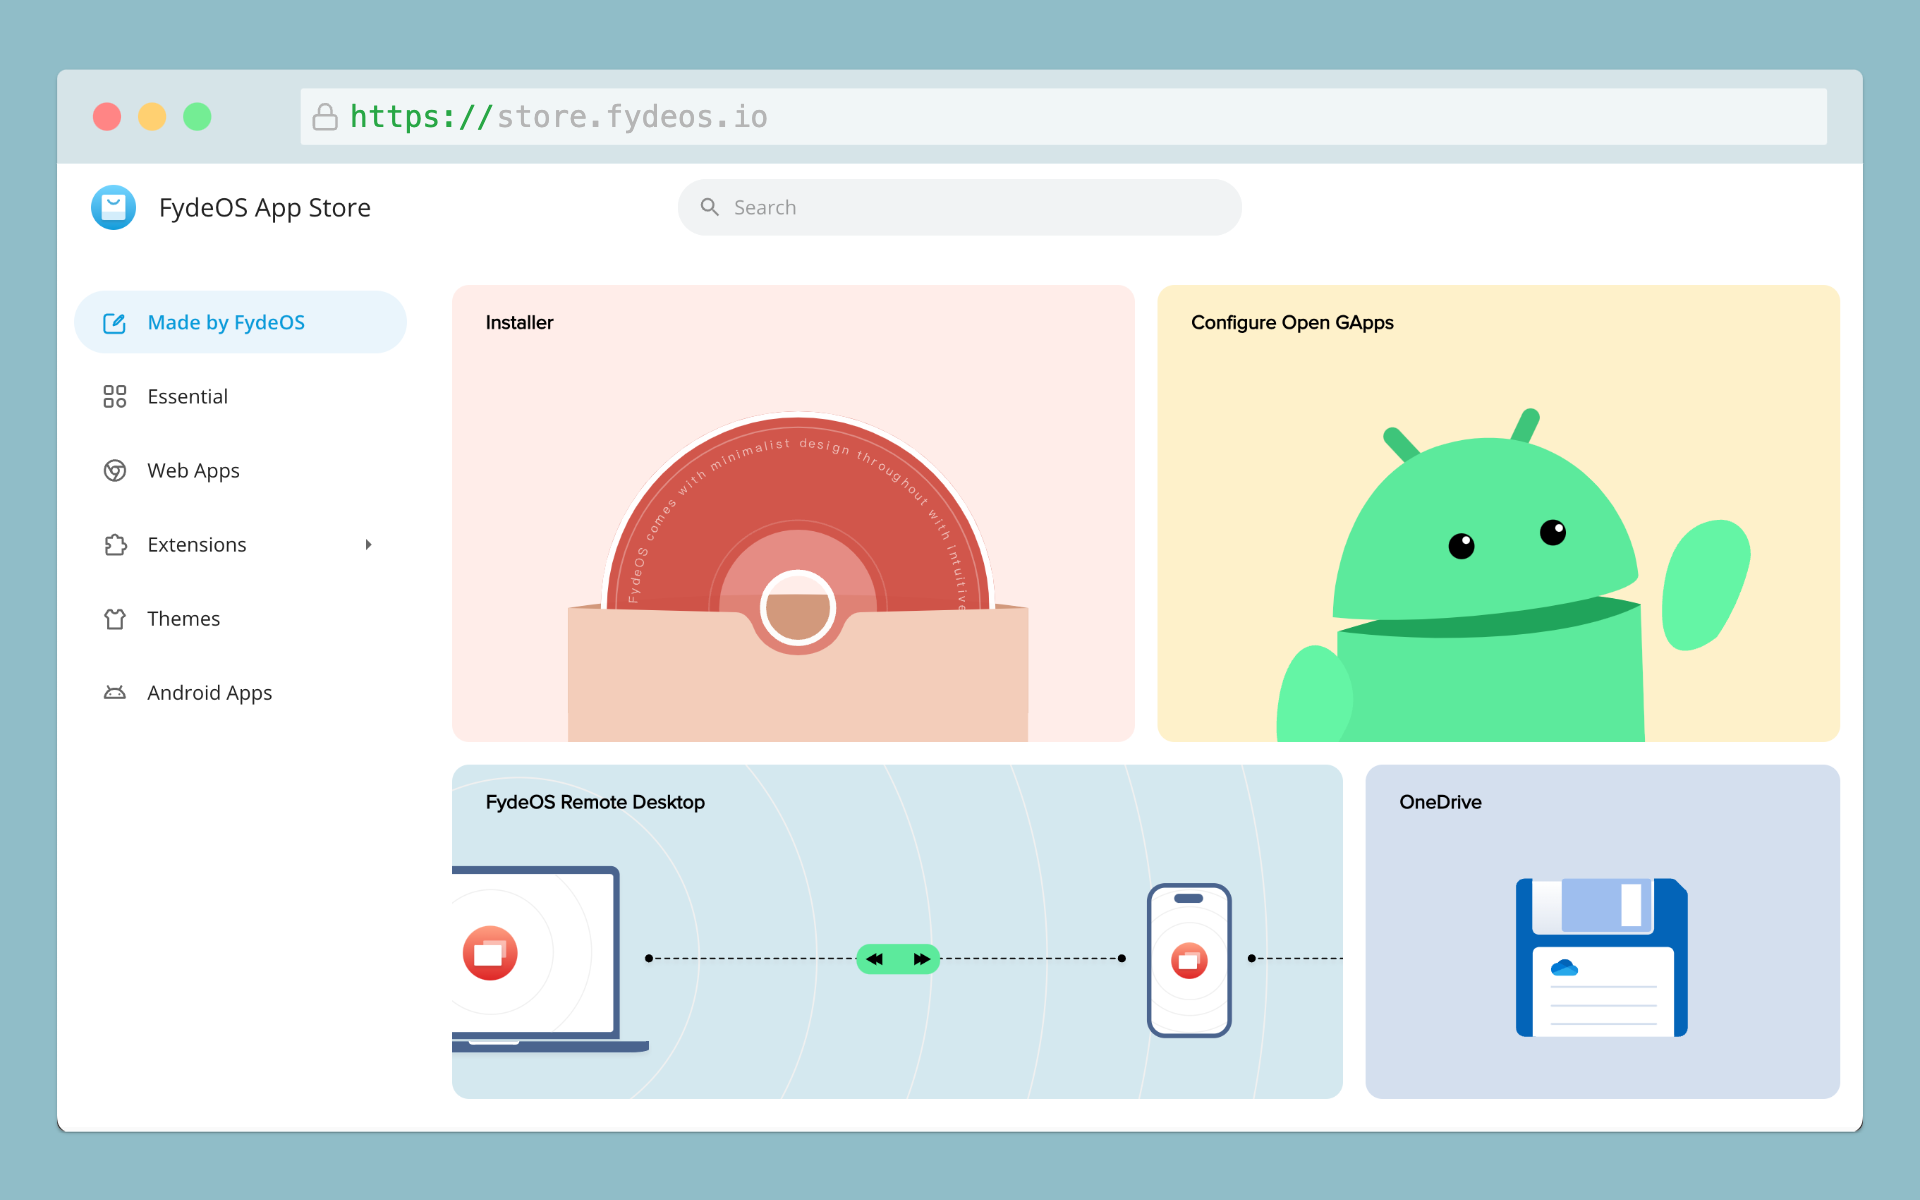 https://store.fydeos.io
FydeOS App Store
Search
Made by FydeOS
Essential
Web Apps
Extensions
Themes
Android Apps
Installer
FydeOS comes with minimalist design throughout with intuitive
Configure Open GApps
FydeOS Remote Desktop
OneDrive